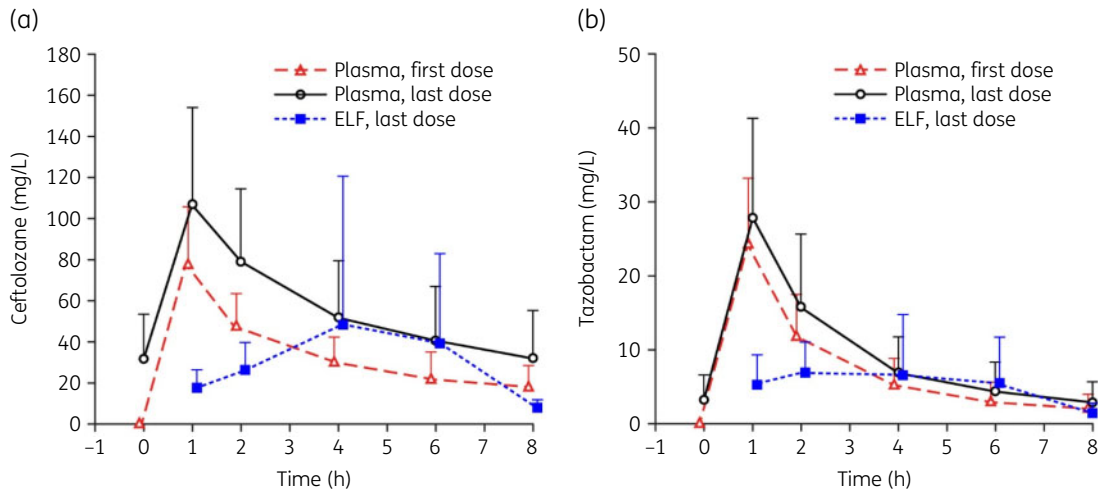 (a)
180
160
140
120
100
80
60
40
20
0
Ceftolozane (mg/L)
Plasma, first dose
Plasma, last dose
ELF, last dose
−1 0 1 2 3 4 5 6 7 8
Time (h)
(b)
50
40
30
20
10
0
Tazobactam (mg/L)
Plasma, first dose
Plasma, last dose
ELF, last dose
−1 0 1 2 3 4 5 6 7 8
Time (h)